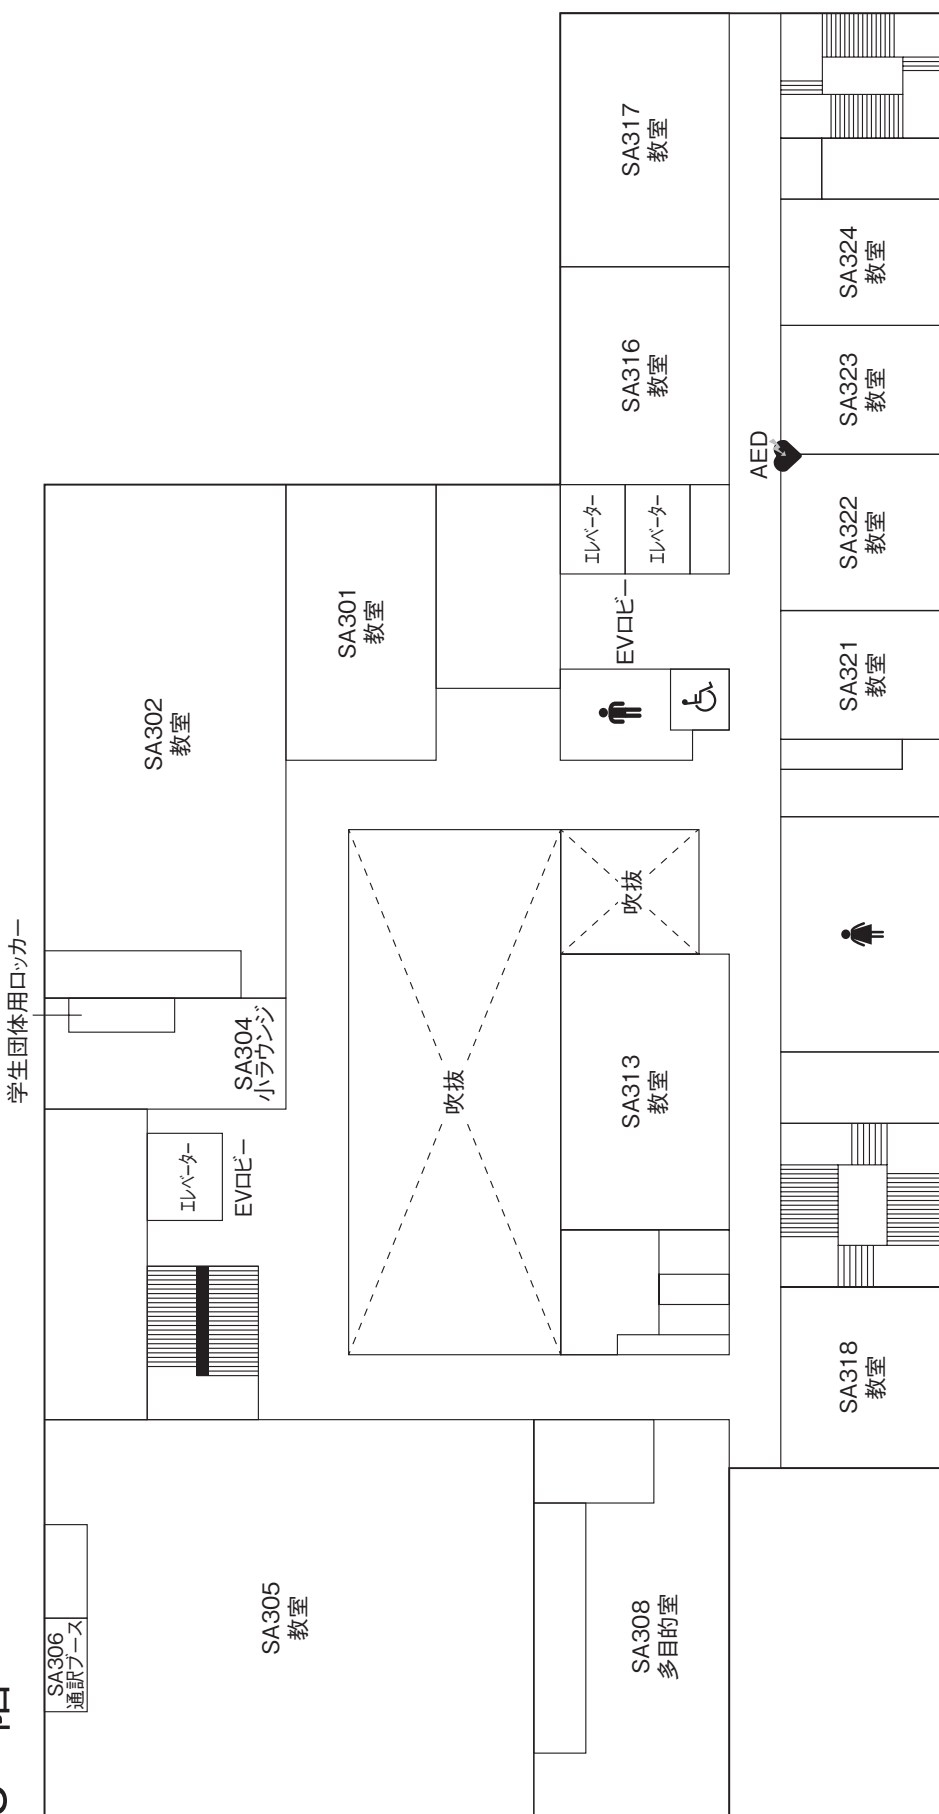 学生団体用ロッカー
SA306
通訳ブース
SA305
教室
SA308
多目的室
SA318
教室
エレベーター
EVロビー
SA304
小ラウンジ
吹抜
SA313
教室
吹抜
SA302
教室
SA301
教室
EVロビー
エレベーター
エレベーター
SA321
教室
SA322
教室
AED
SA323
教室
SA324
教室
SA316
教室
SA317
教室